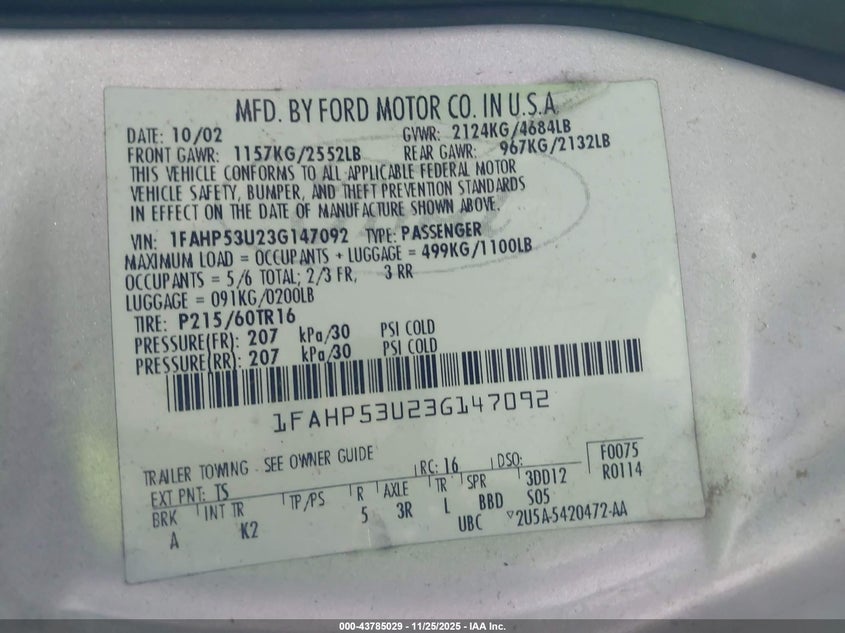 MFD. BY FORD MOTOR CO. IN U.S.A
DATE: 10/02 GVWR: 2124KG/4684LB
FRONT GAWR: 1157KG/2552LB REAR GAWR: 967KG/2132LB
THIS VEHICLE CONFORMS TO ALL APPLICABLE FEDERAL MOTOR
VEHICLE SAFETY, BUMPER, AND THEFT PREVENTION STANDARDS
IN EFFECT ON THE DATE OF MANUFACTURE SHOWN ABOVE.
VIN: 1FAHP53U23G147092 TYPE: PASSENGER
MAXIMUM LOAD = OCCUPANTS + LUGGAGE = 499KG/1100LB
OCCUPANTS = 5/6 TOTAL; 2/3 FR, 3 RR
LUGGAGE = 091KG/0200LB
TIRE: P215/60TR16
PRESSURE(FR): 207 kPa/30 PSI COLD
PRESSURE(RR): 207 kPa/30 PSI COLD
1FAHP53U23G147092
TRAILER TOWING - SEE OWNER GUIDE
EXT PNT: TS RC: 16 DSO: F0075
BRK INT TR TP/PS R AXLE TR SPR 3DD12 R0114
A K2 5 3R L BBD S05
UBC ▽2U5A-5420472-AA
000-43785029 - 11/25/2025 - IAA Inc.